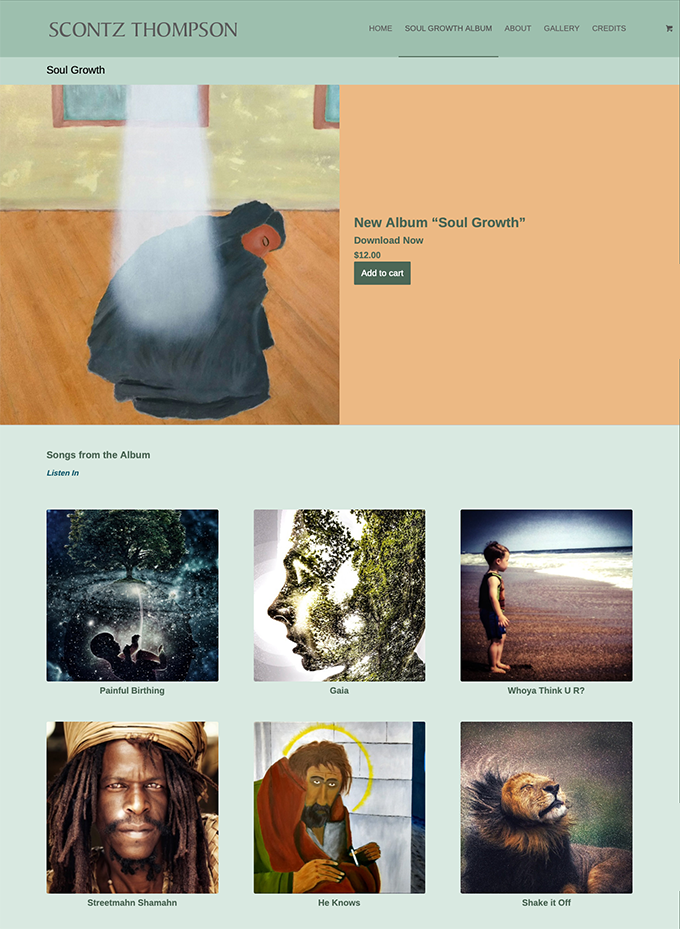 SCONTZ THOMPSON
HOME SOUL GROWTH ALBUM ABOUT GALLERY CREDITS
Soul Growth
New Album “Soul Growth”
Download Now
$12.00
Add to cart
Songs from the Album
Listen In
Painful Birthing
Gaia
Whoya Think U R?
Streetmahn Shamahn
He Knows
Shake it Off